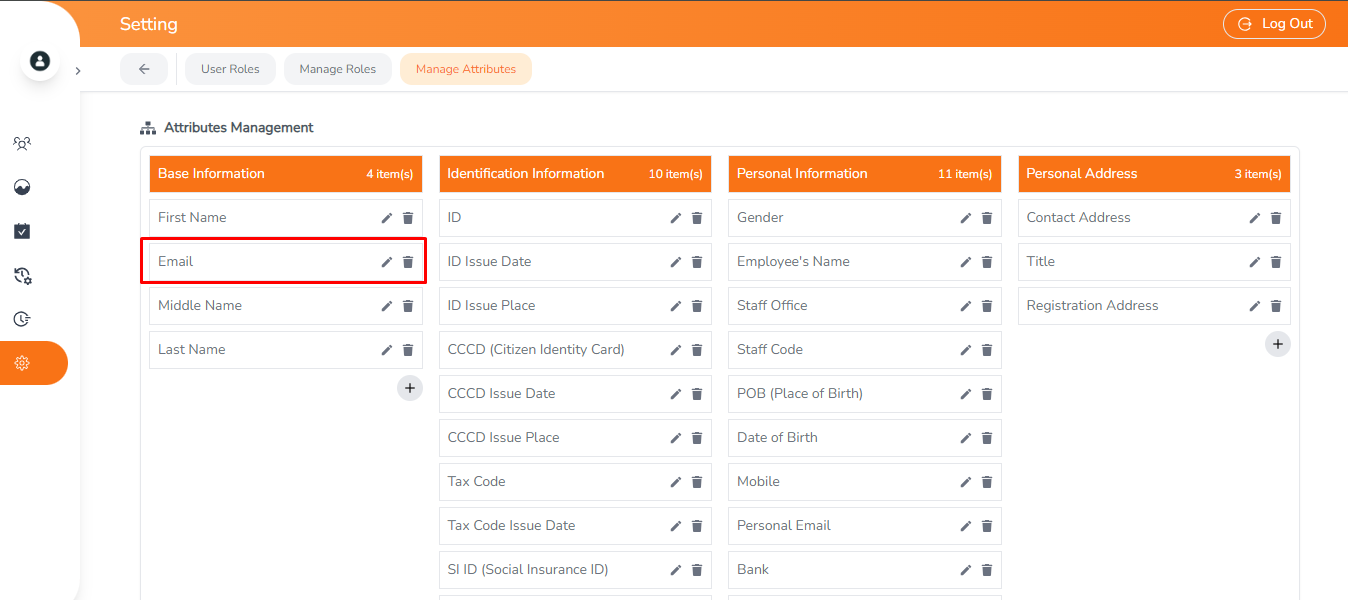 Setting
Log Out
User Roles
Manage Roles
Manage Attributes
Attributes Management
Base Information 4 item(s)
First Name
Email
Middle Name
Last Name
Identification Information 10 item(s)
ID
ID Issue Date
ID Issue Place
CCCD (Citizen Identity Card)
CCCD Issue Date
CCCD Issue Place
Tax Code
Tax Code Issue Date
SI ID (Social Insurance ID)
Personal Information 11 item(s)
Gender
Employee's Name
Staff Office
Staff Code
POB (Place of Birth)
Date of Birth
Mobile
Personal Email
Bank
Personal Address 3 item(s)
Contact Address
Title
Registration Address